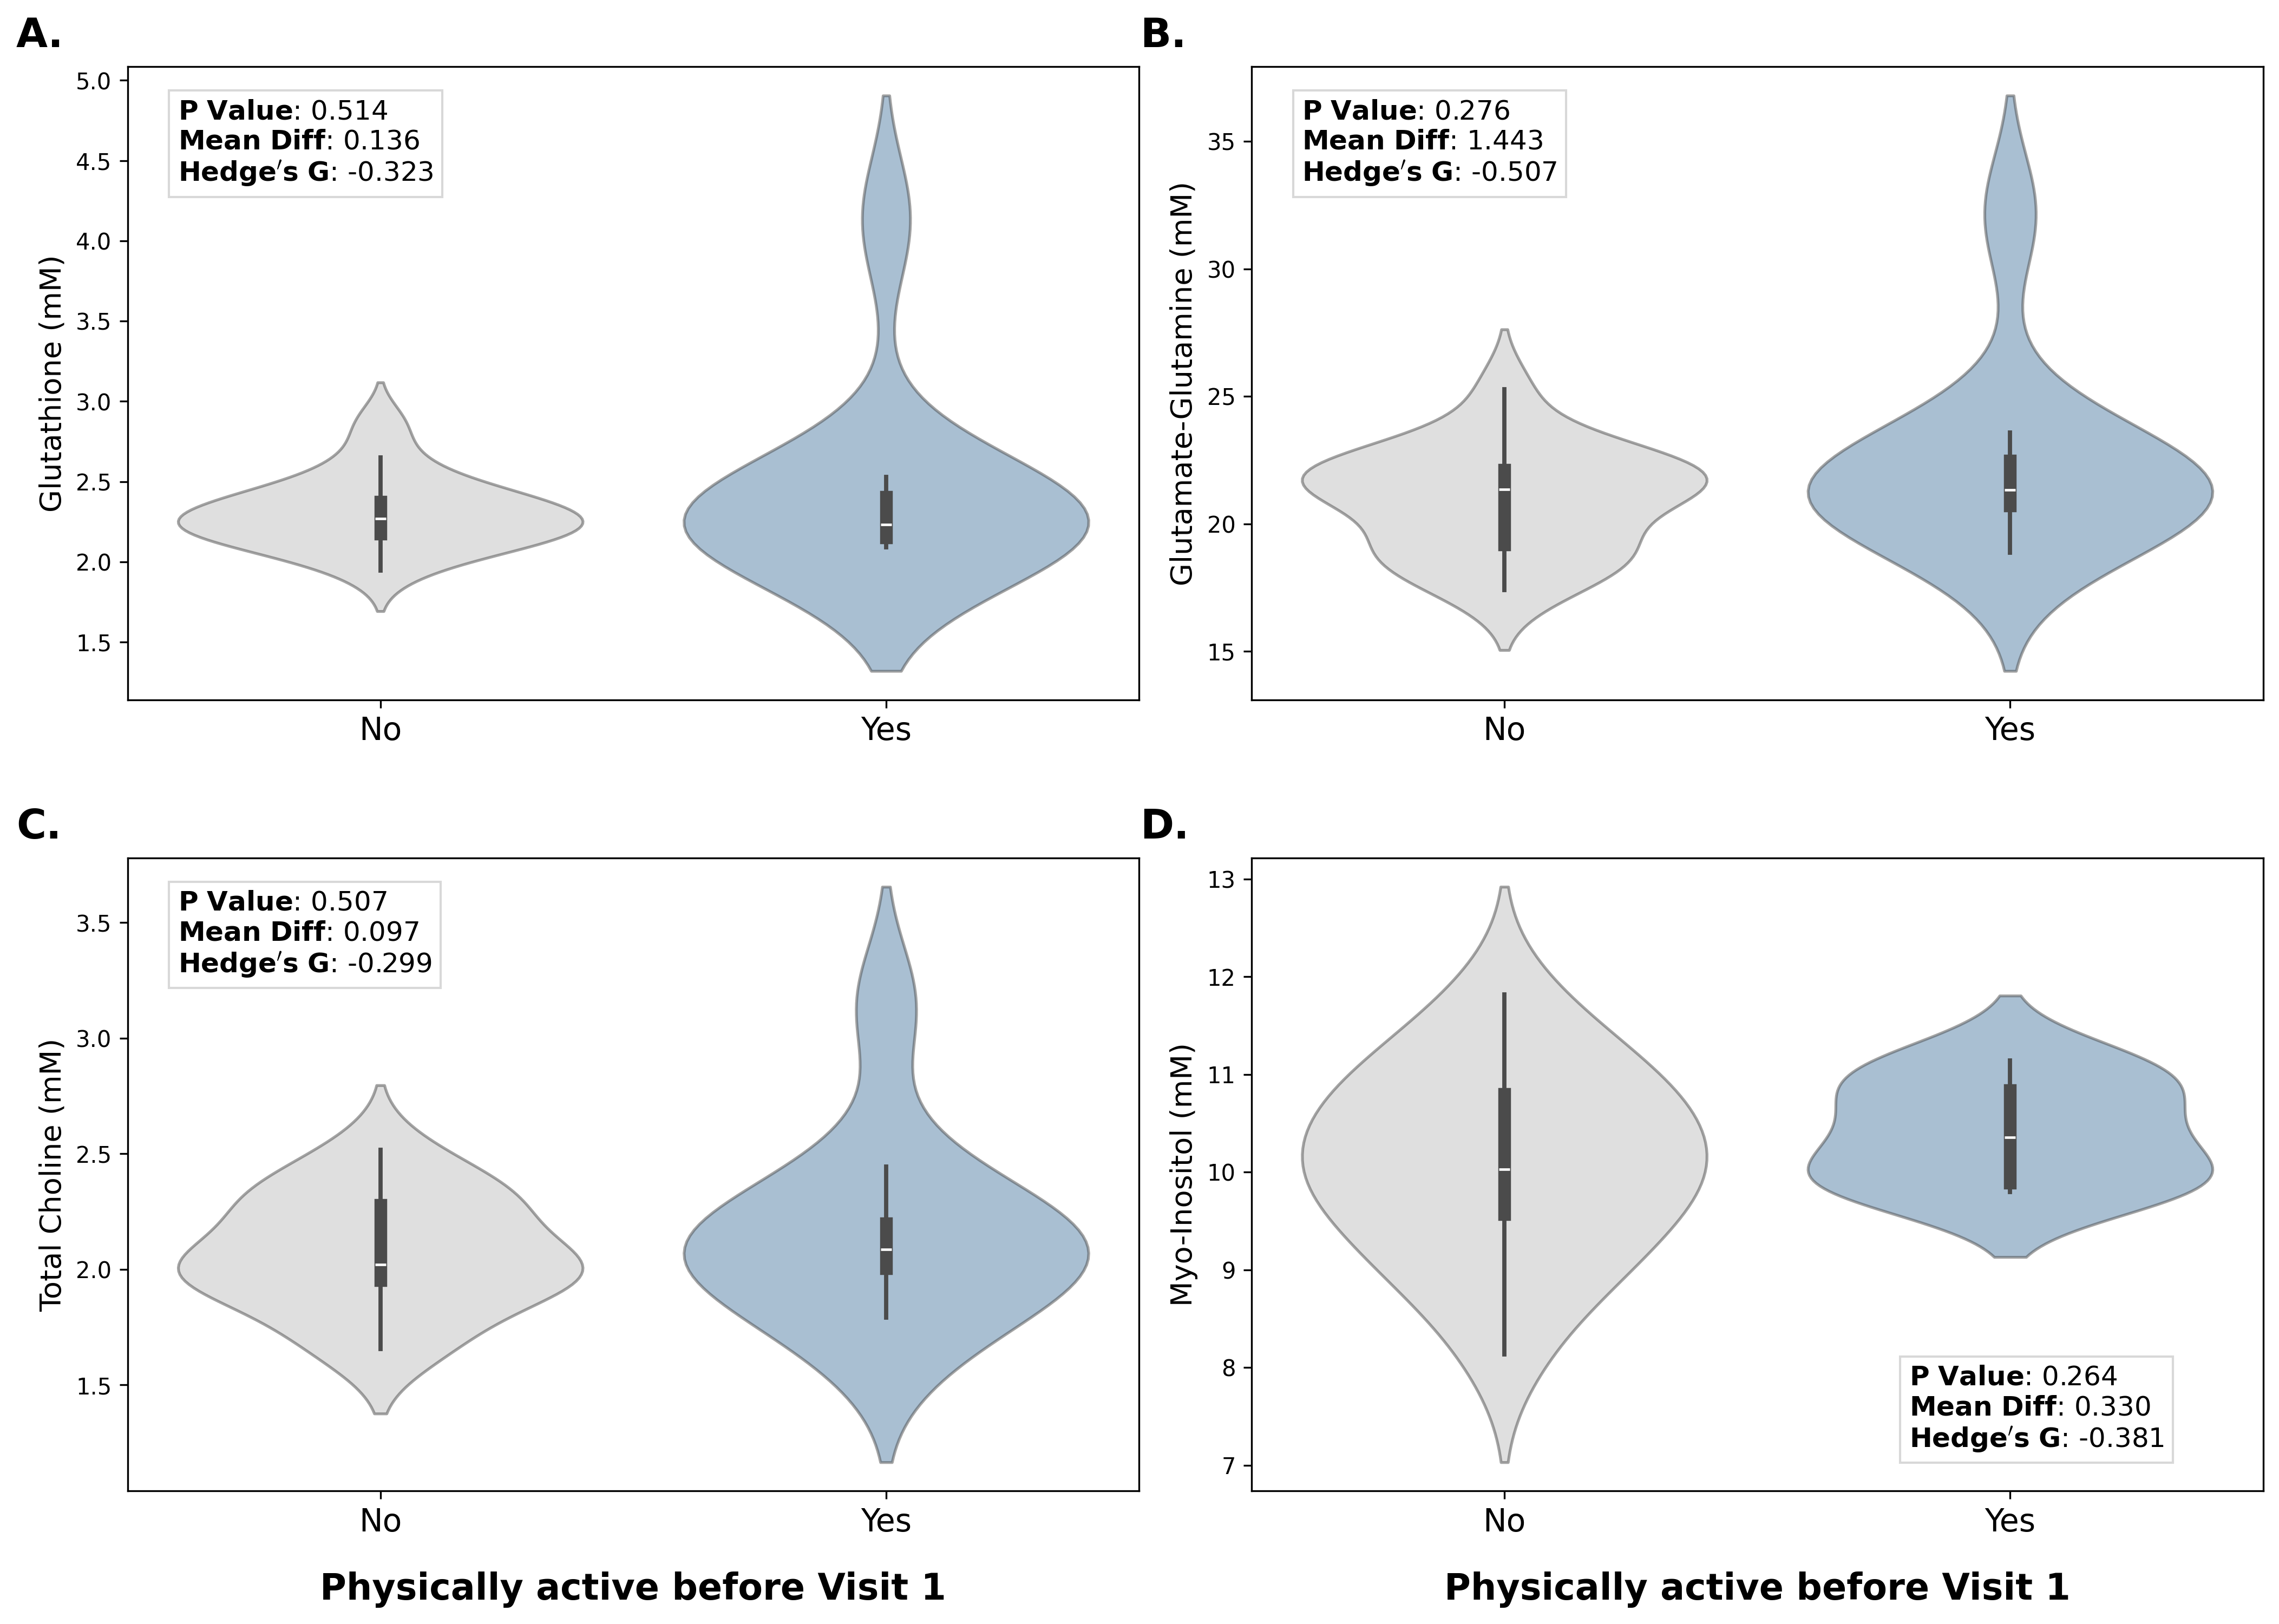 A.
P Value: 0.514
Mean Diff: 0.136
Hedge′s G: -0.323
Glutathione (mM)
5.0
4.5
4.0
3.5
3.0
2.5
2.0
1.5
No
Yes
B.
P Value: 0.276
Mean Diff: 1.443
Hedge′s G: -0.507
Glutamate-Glutamine (mM)
35
30
25
20
15
No
Yes
C.
P Value: 0.507
Mean Diff: 0.097
Hedge′s G: -0.299
Total Choline (mM)
3.5
3.0
2.5
2.0
1.5
No
Yes
Physically active before Visit 1
D.
Myo-Inositol (mM)
13
12
11
10
9
8
7
P Value: 0.264
Mean Diff: 0.330
Hedge′s G: -0.381
No
Yes
Physically active before Visit 1